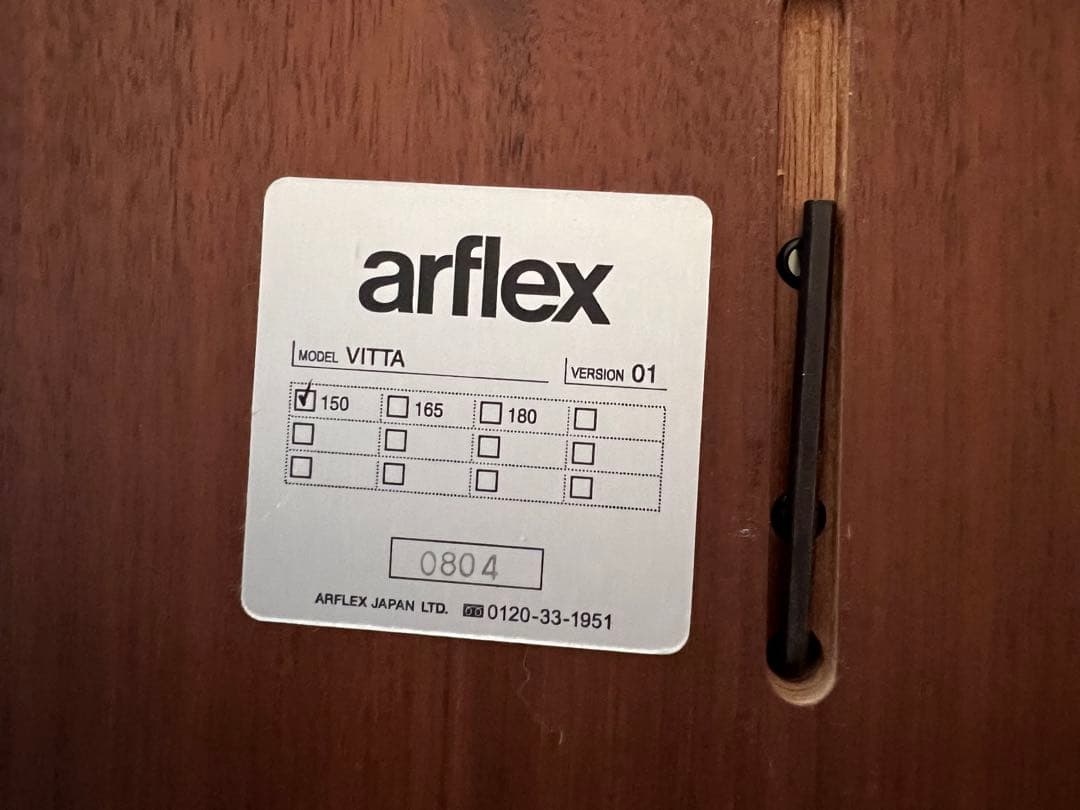 arflex
MODEL VITTA VERSION 01
150 165 180
0804
ARFLEX JAPAN LTD. 0120-33-1951